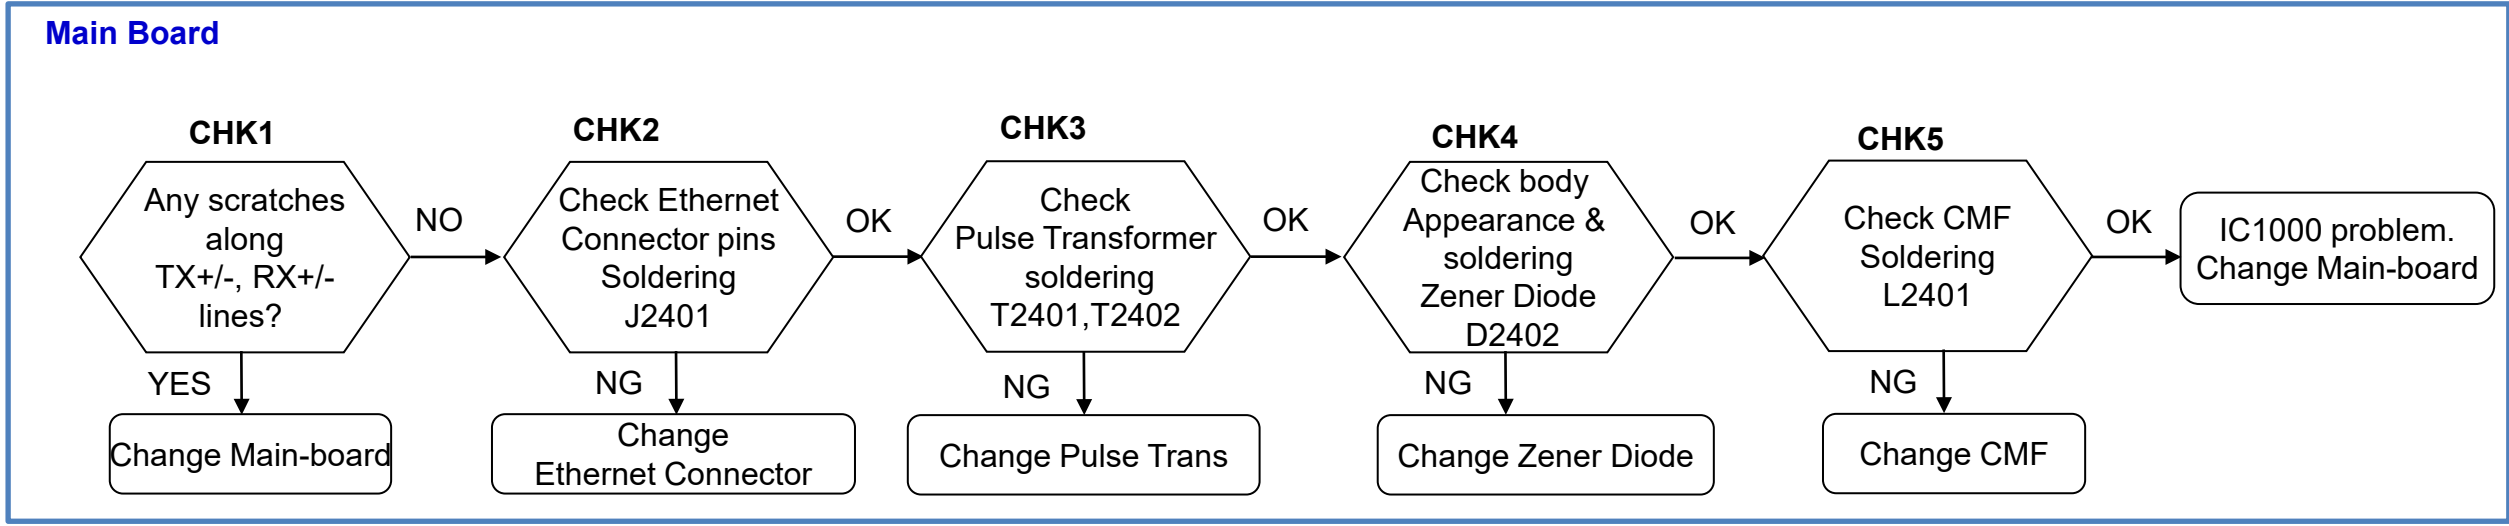 Main Board
CHK1
Any scratches
along
TX+/-, RX+/-
lines?
NO
YES
Change Main-board
CHK2
Check Ethernet
Connector pins
Soldering
J2401
OK
NG
Change
Ethernet Connector
CHK3
Check
Pulse Transformer
soldering
T2401,T2402
OK
NG
Change Pulse Trans
CHK4
Check body
Appearance &
soldering
Zener Diode
D2402
OK
NG
Change Zener Diode
CHK5
Check CMF
Soldering
L2401
OK
NG
Change CMF
IC1000 problem.
Change Main-board